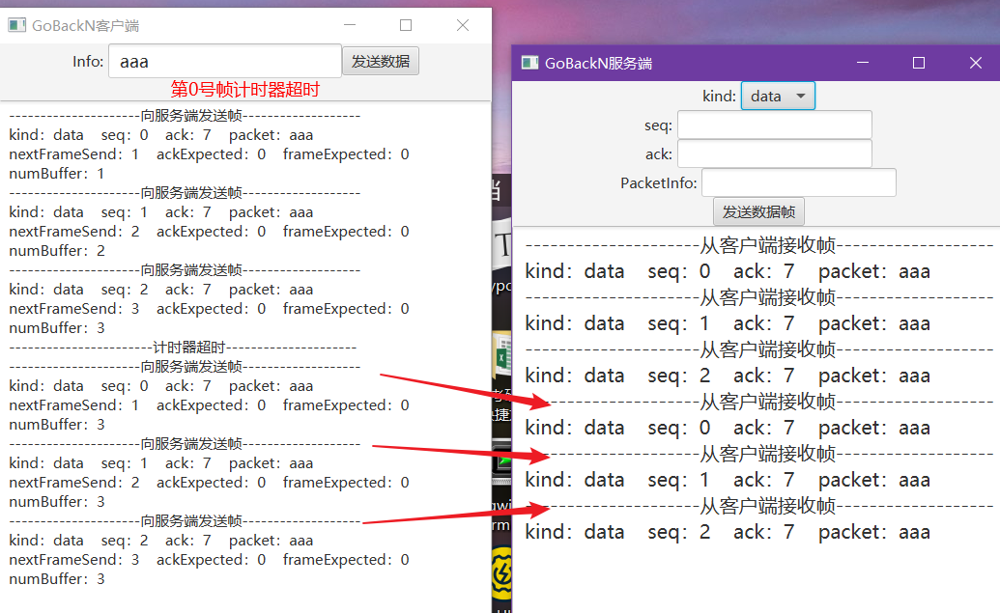 GoBackN客户端
Info: aaa 发送数据
第0号帧计时器超时
---------------------向服务端发送帧-------------------
kind：data seq：0 ack：7 packet：aaa
nextFrameSend：1 ackExpected：0 frameExpected：0
numBuffer：1
---------------------向服务端发送帧-------------------
kind：data seq：1 ack：7 packet：aaa
nextFrameSend：2 ackExpected：0 frameExpected：0
numBuffer：2
---------------------向服务端发送帧-------------------
kind：data seq：2 ack：7 packet：aaa
nextFrameSend：3 ackExpected：0 frameExpected：0
numBuffer：3
-----------------------计时器超时---------------------
---------------------向服务端发送帧-------------------
kind：data seq：0 ack：7 packet：aaa
nextFrameSend：1 ackExpected：0 frameExpected：0
numBuffer：3
---------------------向服务端发送帧-------------------
kind：data seq：1 ack：7 packet：aaa
nextFrameSend：2 ackExpected：0 frameExpected：0
numBuffer：3
---------------------向服务端发送帧-------------------
kind：data seq：2 ack：7 packet：aaa
nextFrameSend：3 ackExpected：0 frameExpected：0
numBuffer：3
GoBackN服务端
kind: data
seq:
ack:
PacketInfo:
发送数据帧
---------------------从客户端接收帧-------------------
kind：data seq：0 ack：7 packet：aaa
---------------------从客户端接收帧-------------------
kind：data seq：1 ack：7 packet：aaa
---------------------从客户端接收帧-------------------
kind：data seq：2 ack：7 packet：aaa
---------------------从客户端接收帧-------------------
kind：data seq：0 ack：7 packet：aaa
---------------------从客户端接收帧-------------------
kind：data seq：1 ack：7 packet：aaa
---------------------从客户端接收帧-------------------
kind：data seq：2 ack：7 packet：aaa